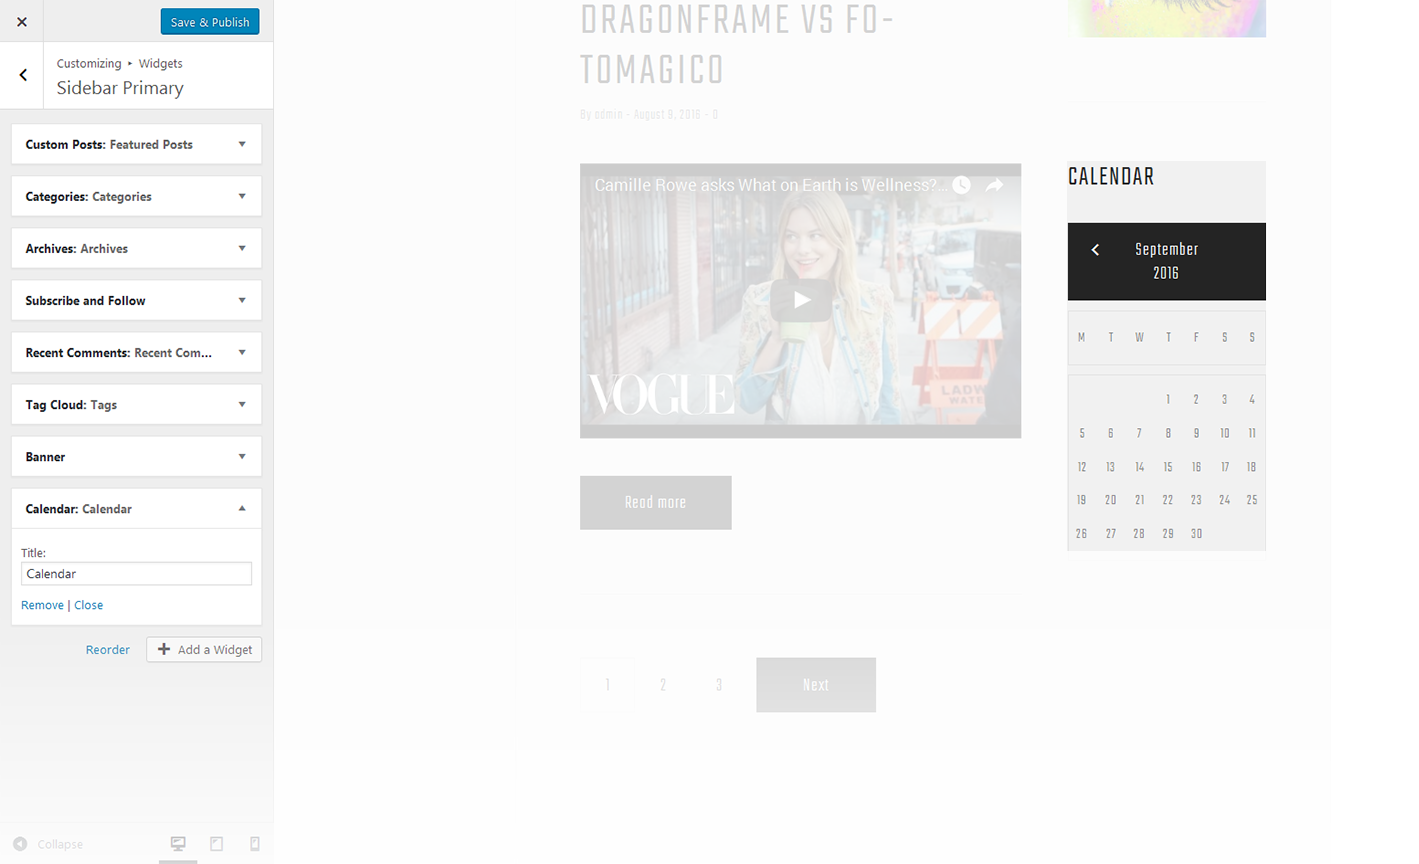 Save & Publish
Customizing ▸ Widgets
Sidebar Primary
Custom Posts: Featured Posts
Categories: Categories
Archives: Archives
Subscribe and Follow
Recent Comments: Recent Com...
Tag Cloud: Tags
Banner
Calendar: Calendar
Title:
Calendar
Remove | Close
Reorder
Add a Widget
Collapse
DRAGONFRAME VS FO-
TOMAGICO
By admin - August 8, 2016 - 0
Camille Rowe asks What on Earth is Wellness?...
VOGUE
LADW
WATE
Read more
1 2 3 Next
CALENDAR
September
2016
M T W T F S S
1 2 3 4
5 6 7 8 9 10 11
12 13 14 15 16 17 18
19 20 21 22 23 24 25
26 27 28 29 30